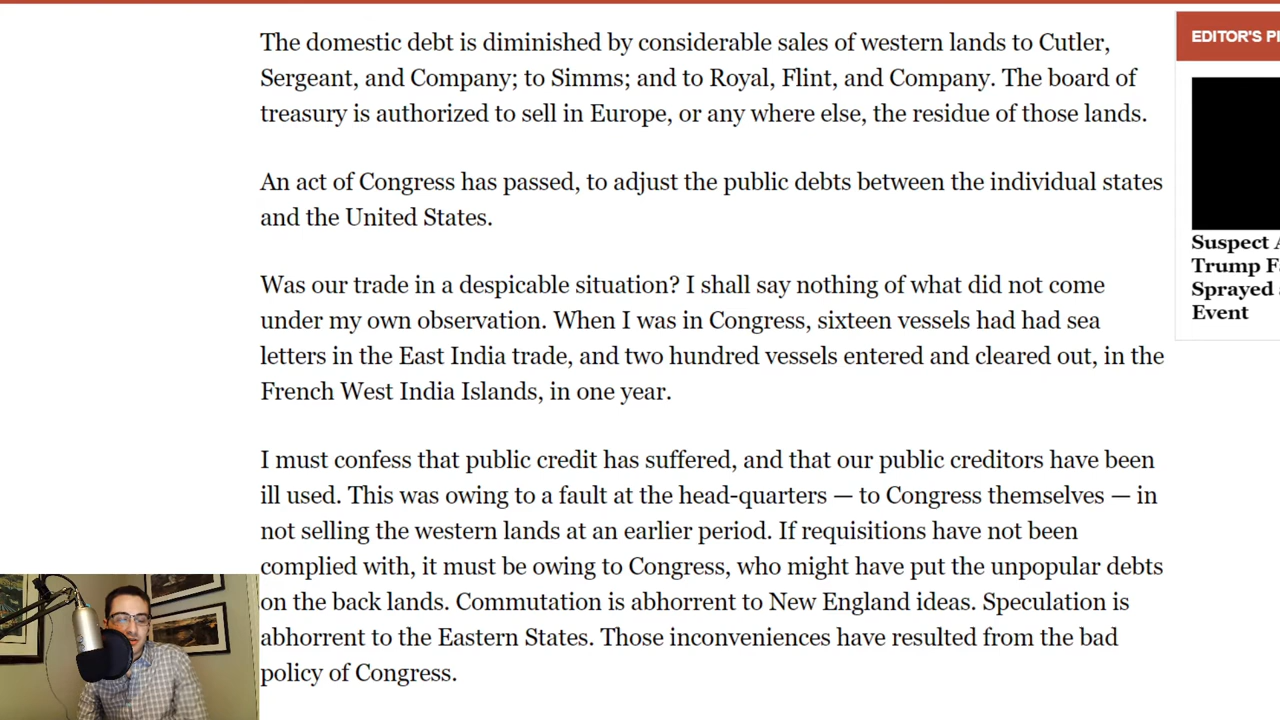 The domestic debt is diminished by considerable sales of western lands to Cutler,
Sergeant, and Company; to Simms; and to Royal, Flint, and Company. The board of
treasury is authorized to sell in Europe, or any where else, the residue of those lands.
An act of Congress has passed, to adjust the public debts between the individual states
and the United States.
Was our trade in a despicable situation? I shall say nothing of what did not come
under my own observation. When I was in Congress, sixteen vessels had had sea
letters in the East India trade, and two hundred vessels entered and cleared out, in the
French West India Islands, in one year.
I must confess that public credit has suffered, and that our public creditors have been
ill used. This was owing to a fault at the head-quarters — to Congress themselves — in
not selling the western lands at an earlier period. If requisitions have not been
complied with, it must be owing to Congress, who might have put the unpopular debts
on the back lands. Commutation is abhorrent to New England ideas. Speculation is
abhorrent to the Eastern States. Those inconveniences have resulted from the bad
policy of Congress.
EDITOR'S
Suspect
Trump
Sprayed
Event